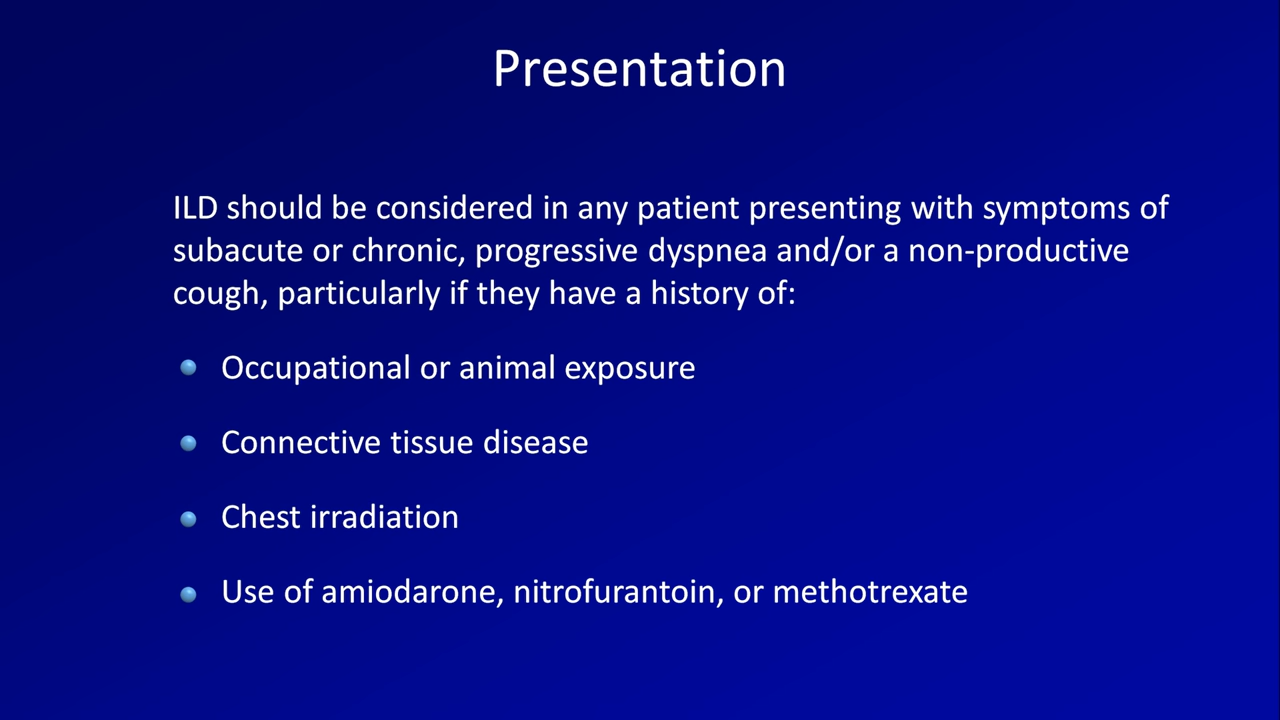 Presentation
ILD should be considered in any patient presenting with symptoms of
subacute or chronic, progressive dyspnea and/or a non-productive
cough, particularly if they have a history of:
Occupational or animal exposure
Connective tissue disease
Chest irradiation
Use of amiodarone, nitrofurantoin, or methotrexate